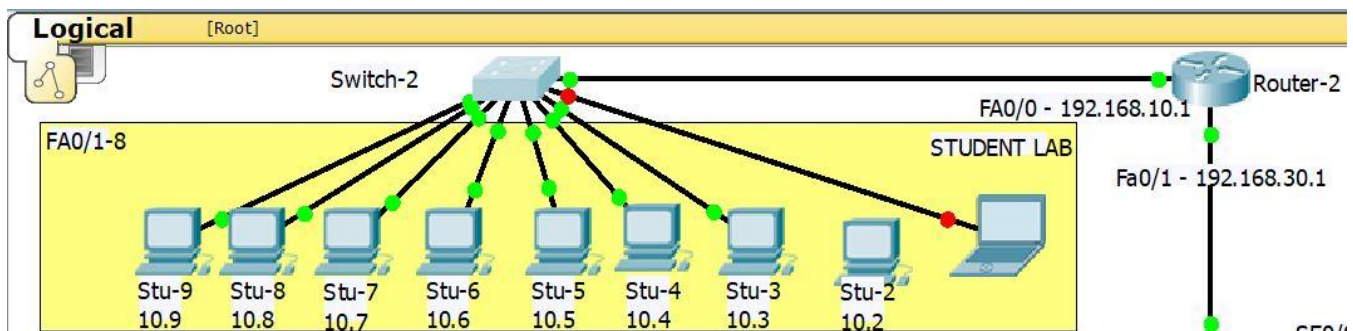 Logical
[Root]
Switch-2
Router-2
FA0/0 - 192.168.10.1
FA0/1-8
STUDENT LAB
Fa0/1 - 192.168.30.1
Stu-9
10.9
Stu-8
10.8
Stu-7
10.7
Stu-6
10.6
Stu-5
10.5
Stu-4
10.4
Stu-3
10.3
Stu-2
10.2